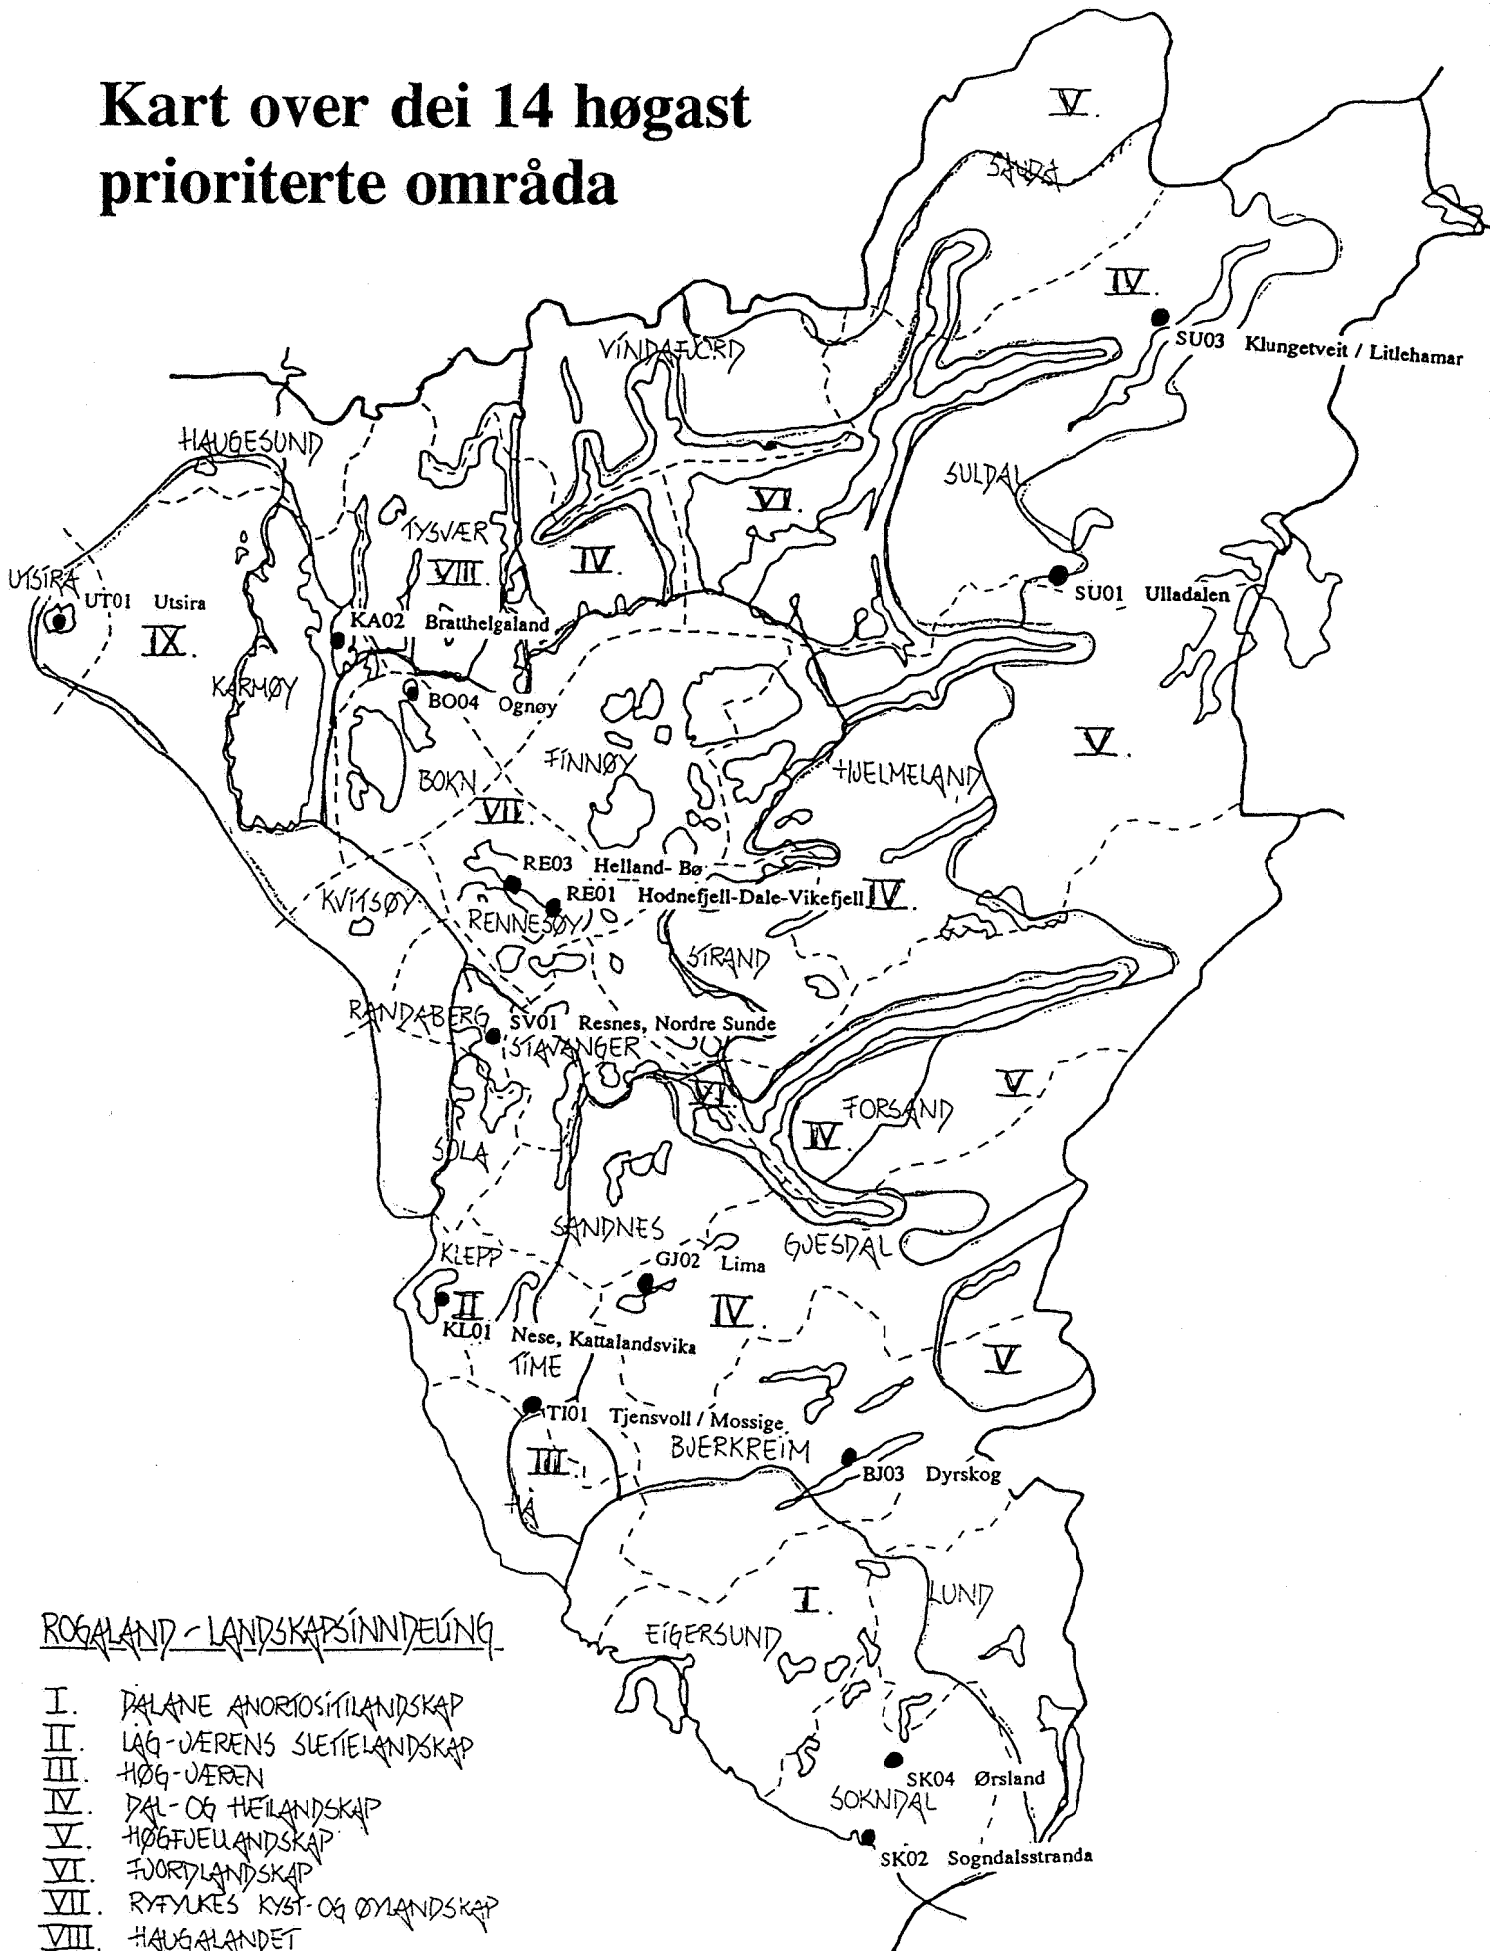 Kart over dei 14 høgast
prioriterte områda
V.
SAUDA
IV.
SU03 Klungetveit / Litlehamar
VINDAFJORD
HAUGESUND
SULDAL
VI.
TYSVÆR
VIII.
IV.
UTSIRA
UT01 Utsira
IX.
SU01 Ulladalen
KA02 Bratthelgaland
KARMØY
BO04 Ognøy
V.
FINNØY
HJELMELAND
BOKN
VII.
RE03 Helland- Bø
RE01 Hodnefjell-Dale-Vikefjell
IV.
KVITSØY
RENNESØY
STRAND
RANDABERG
SV01 Resnes, Nordre Sunde
STAVANGER
V.
VI.
FORSAND
IV.
SOLA
SANDNES
GJESDAL
KLEPP
GJ02 Lima
II.
IV.
KL01 Nese, Kattalandsvika
TIME
V.
TI01 Tjensvoll / Mossige
BJERKREIM
III.
BJ03 Dyrskog
HÅ
I.
LUND
EIGERSUND
SK04 Ørsland
SOKNDAL
SK02 Sogndalsstranda
ROGALAND - LANDSKAPSINNDELING
I. DALANE ANORTOSITTLANDSKAP
II. LÅG-JÆRENS SLETTELANDSKAP
III. HØG-JÆREN
IV. DAL- OG HEILANDSKAP
V. HØGFJELLANDSKAP
VI. FJORDLANDSKAP
VII. RYFYLKES KYST- OG ØYLANDSKAP
VIII. HAUGALANDET